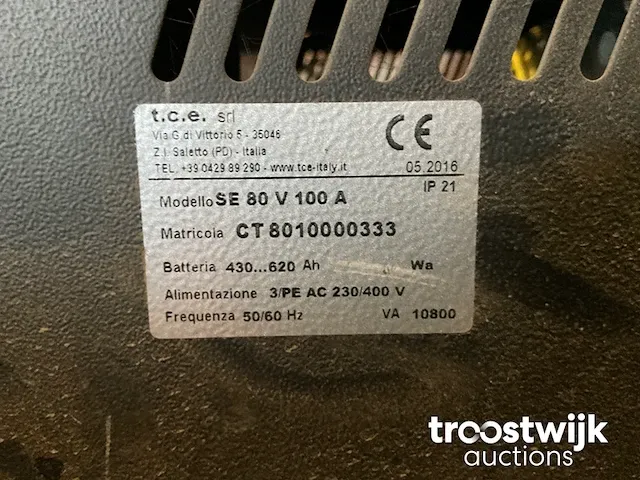 t.c.e. srl
Via G.di Vittorio 5 - 35046
Z.I. Saletto (PD) - Italia
TEL. +39 0429 89 290 - www.tce-italy.it
CE
05.2016
IP 21
Modello SE 80 V 100 A
Matricola CT8010000333
Batteria 430...620 Ah Wa
Alimentazione 3/PE AC 230/400 V
Frequenza 50/60 Hz VA 10800
troostwijk
auctions